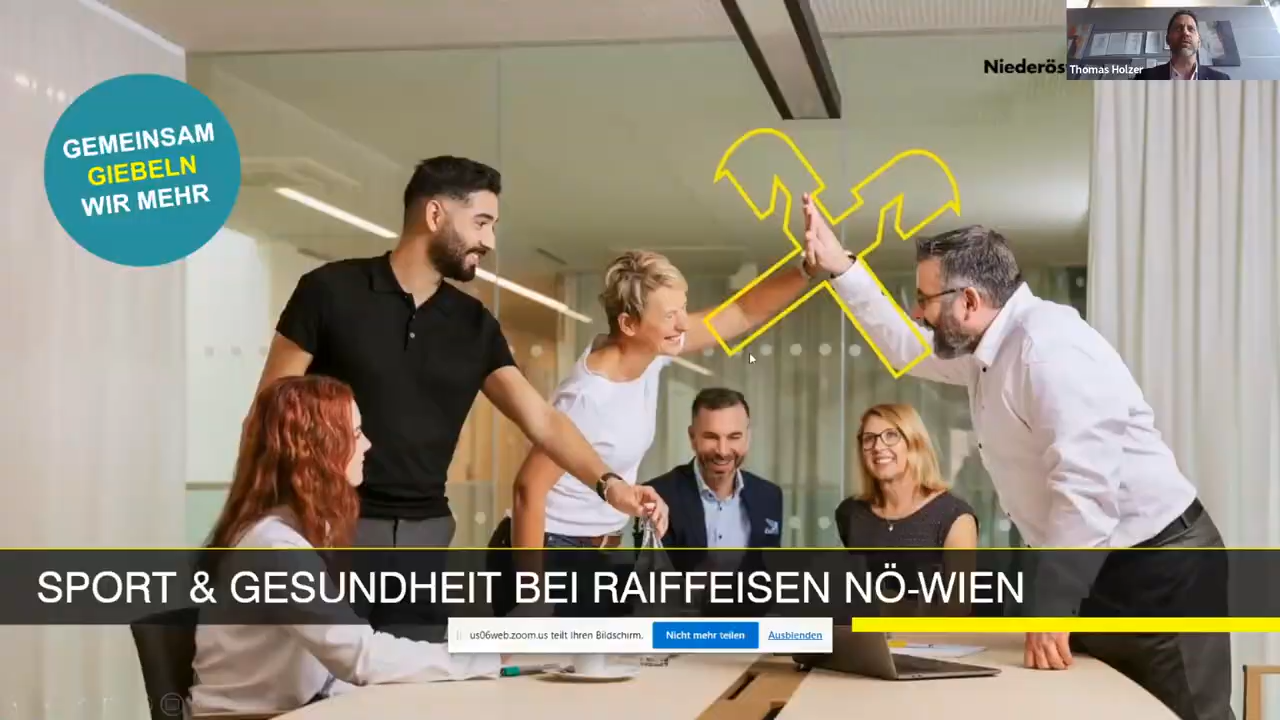 Niederös
Thomas Holzer
GEMEINSAM
GIEBELN
WIR MEHR
SPORT & GESUNDHEIT BEI RAIFFEISEN NÖ-WIEN
us06web.zoom.us teilt Ihren Bildschirm.
Nicht mehr teilen
Ausblenden